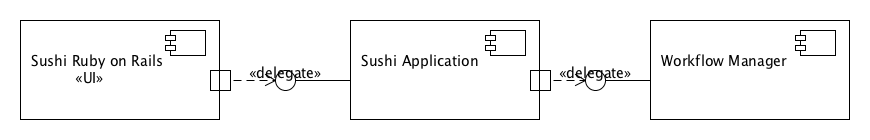 Sushi Ruby on Rails
«UI»
«delegate»
Sushi Application
«delegate»
Workflow Manager